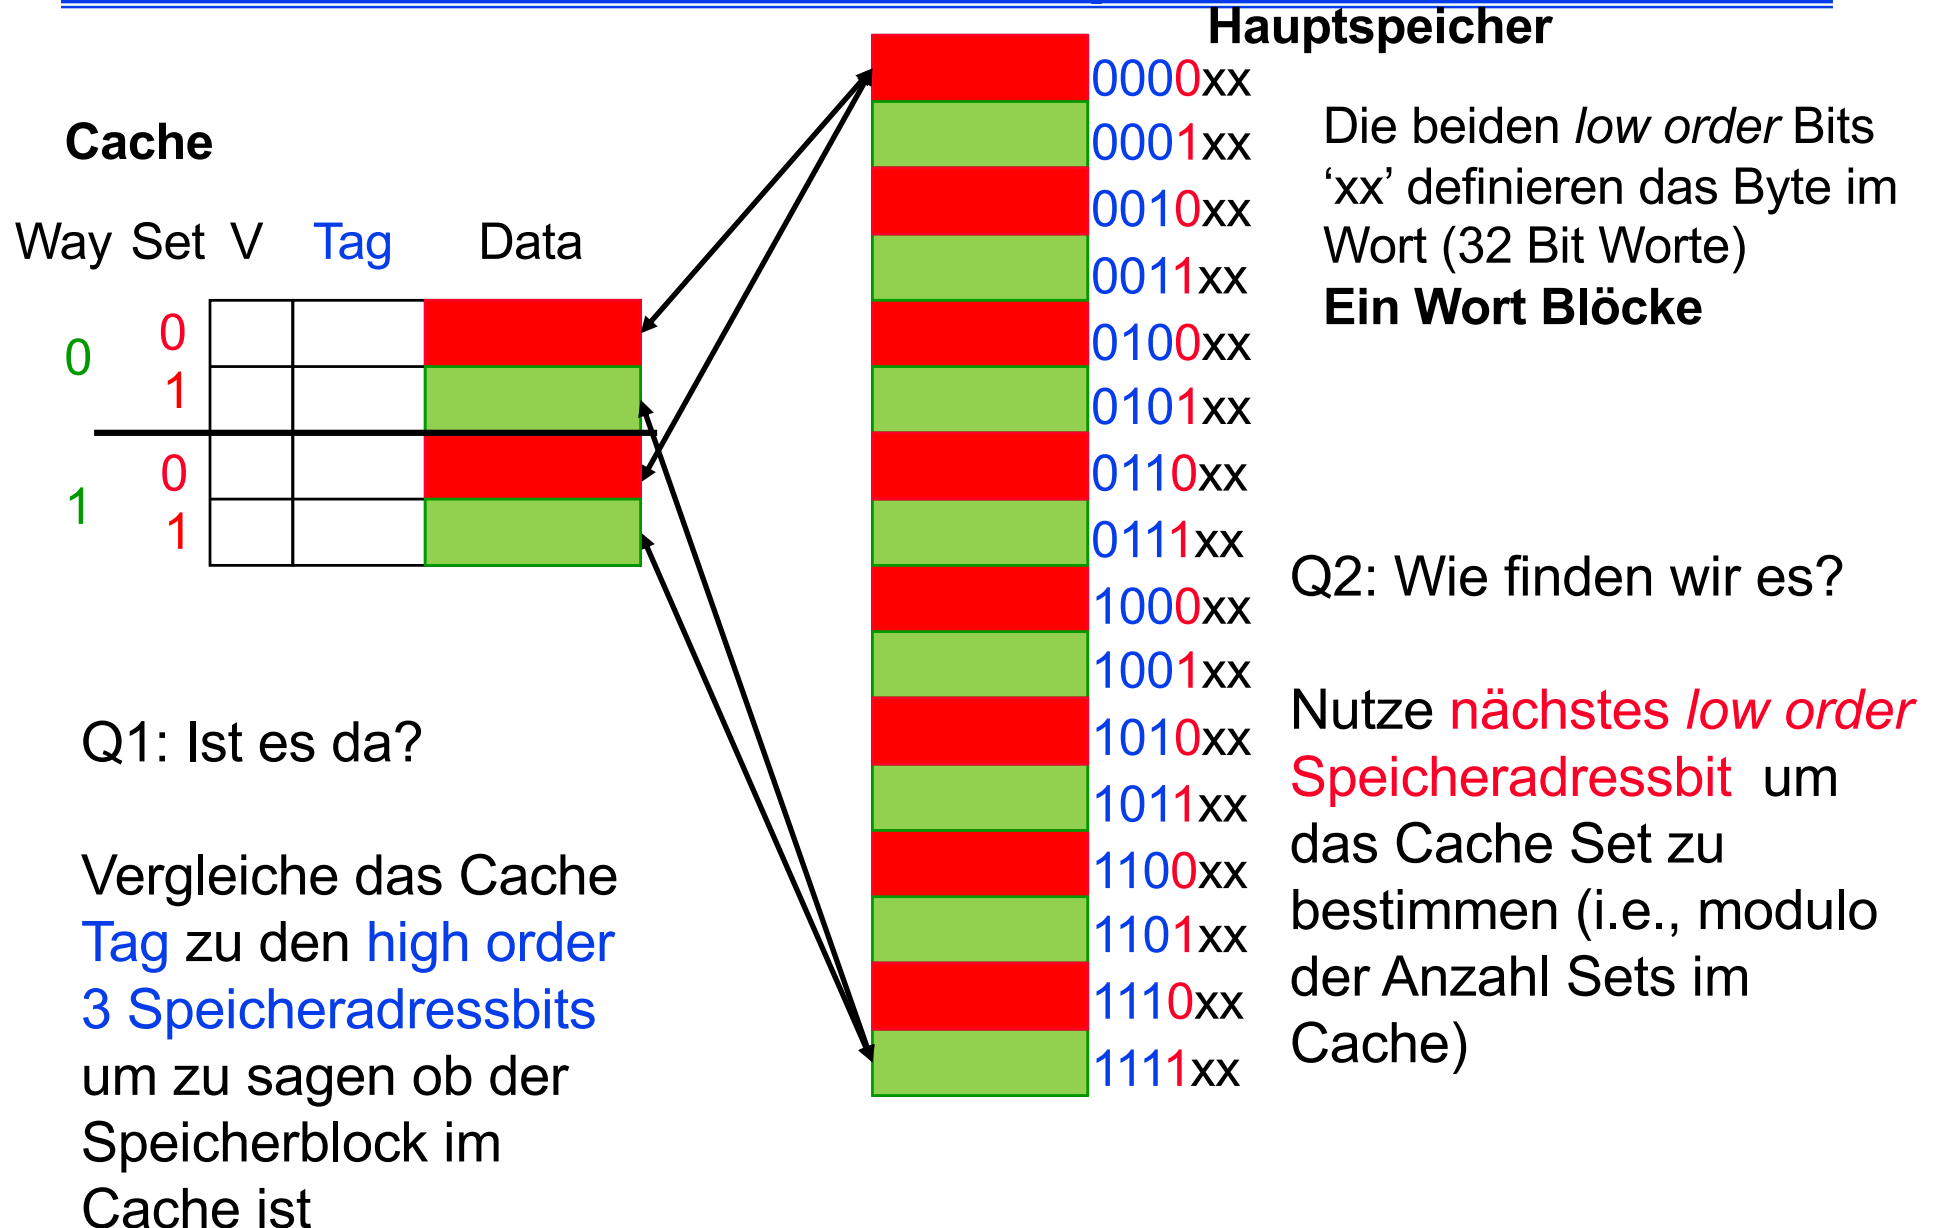 Hauptspeicher
Cache
Way Set V Tag Data
0 0
1
1 0
1
0000xx
0001xx
0010xx
0011xx
0100xx
0101xx
0110xx
0111xx
1000xx
1001xx
1010xx
1011xx
1100xx
1101xx
1110xx
1111xx
Die beiden low order Bits
‘xx’ definieren das Byte im
Wort (32 Bit Worte)
Ein Wort Blöcke
Q1: Ist es da?
Vergleiche das Cache
Tag zu den high order
3 Speicheradressbits
um zu sagen ob der
Speicherblock im
Cache ist
Q2: Wie finden wir es?
Nutze nächstes low order
Speicheradressbit um
das Cache Set zu
bestimmen (i.e., modulo
der Anzahl Sets im
Cache)